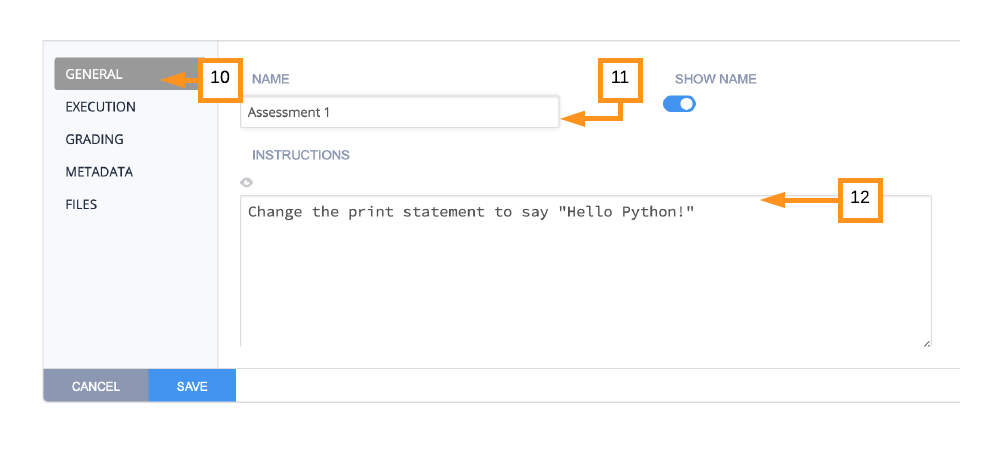 GENERAL
10
NAME
11
SHOW NAME
EXECUTION
Assessment 1
GRADING
INSTRUCTIONS
METADATA
FILES
12
Change the print statement to say "Hello Python!"
CANCEL
SAVE